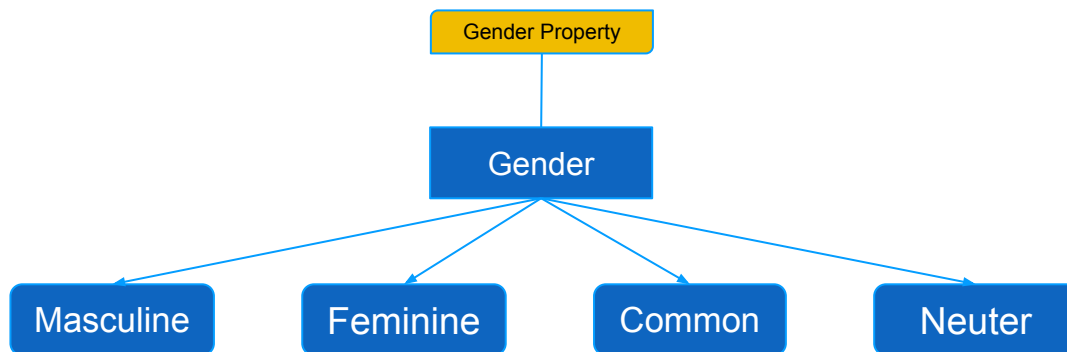 Gender Property
Gender
Masculine
Feminine
Common
Neuter